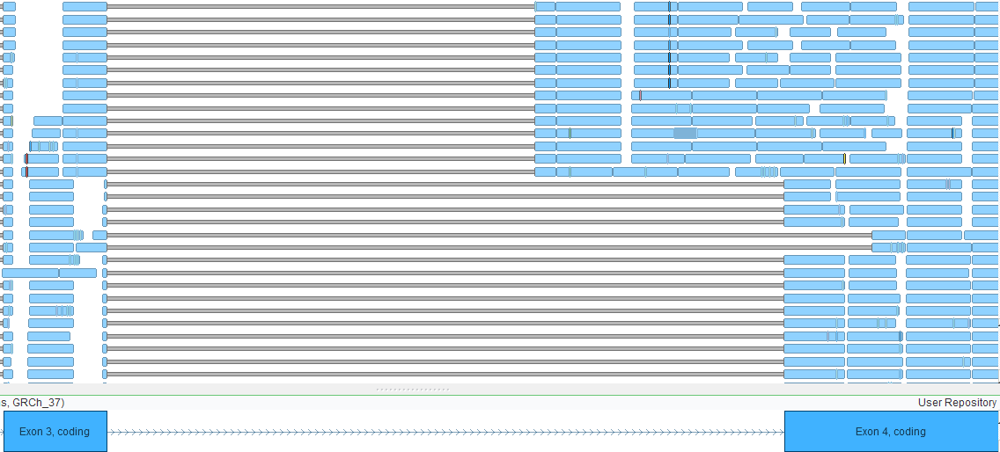 s, GRCh_37)
User Repository
Exon 3, coding
Exon 4, coding